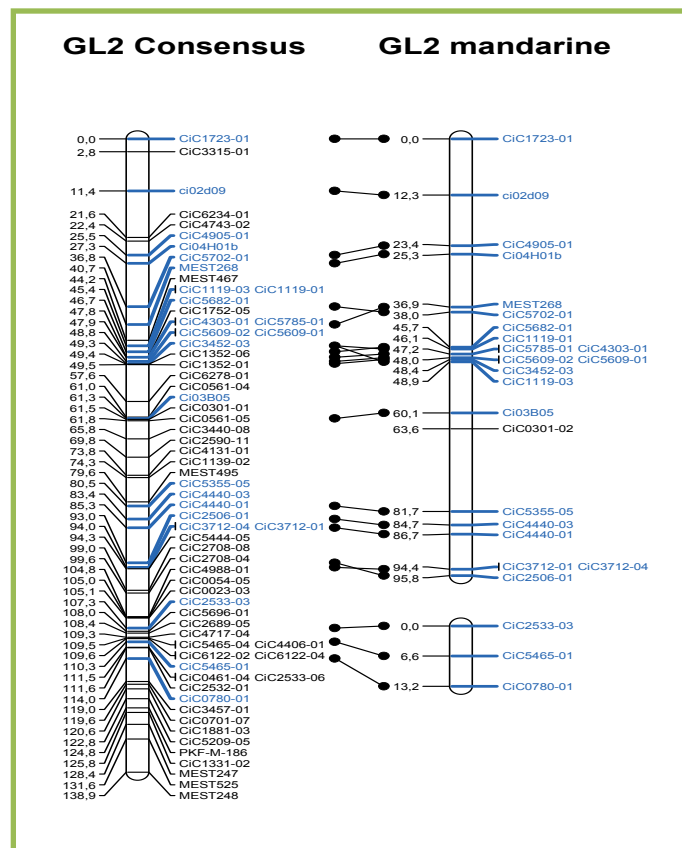 GL2 Consensus
0,0 CiC1723-01
2,8 CiC3315-01
11,4 ci02d09
21,6 CiC6234-01
22,4 CiC4743-02
25,5 CiC4905-01
27,3 Ci04H01b
36,8 CiC5702-01
40,7 MEST268
44,2 MEST467
45,4 CiC1119-03 CiC1119-01
46,7 CiC5682-01
47,8 CiC1752-05
47,9 CiC4303-01 CiC5785-01
48,8 CiC5609-02 CiC5609-01
49,3 CiC3452-03
49,4 CiC1352-06
49,5 CiC1352-01
57,6 CiC6278-01
61,0 CiC0561-04
61,3 Ci03B05
61,5 CiC0301-01
61,8 CiC0561-05
65,8 CiC3440-08
69,8 CiC2590-11
73,8 CiC4131-01
74,3 CiC1139-02
79,6 MEST495
80,5 CiC5355-05
83,4 CiC4440-03
85,3 CiC4440-01
93,0 CiC2506-01
94,0 CiC3712-04 CiC3712-01
94,3 CiC5444-05
99,0 CiC2708-08
99,6 CiC2708-04
104,8 CiC4988-01
105,0 CiC0054-05
105,1 CiC0023-03
107,3 CiC2533-03
108,0 CiC5696-01
108,4 CiC2689-05
109,3 CiC4717-04
109,5 CiC5465-04 CiC4406-01
109,6 CiC6122-02 CiC6122-04
110,3 CiC5465-01
111,5 CiC0461-04 CiC2533-06
111,6 CiC2532-01
114,0 CiC0780-01
119,0 CiC3457-01
119,6 CiC0701-07
120,6 CiC1881-03
122,8 CiC5209-05
124,8 PKF-M-186
125,8 CiC1331-02
128,4 MEST247
131,6 MEST525
138,9 MEST248
GL2 mandarine
0,0 CiC1723-01
12,3 ci02d09
23,4 CiC4905-01
25,3 Ci04H01b
36,9 MEST268
38,0 CiC5702-01
45,7 CiC5682-01
46,1 CiC1119-01
47,2 CiC5785-01 CiC4303-01
48,0 CiC5609-02 CiC5609-01
48,4 CiC3452-03
48,9 CiC1119-03
60,1 Ci03B05
63,6 CiC0301-02
81,7 CiC5355-05
84,7 CiC4440-03
86,7 CiC4440-01
94,4 CiC3712-01 CiC3712-04
95,8 CiC2506-01
0,0 CiC2533-03
6,6 CiC5465-01
13,2 CiC0780-01